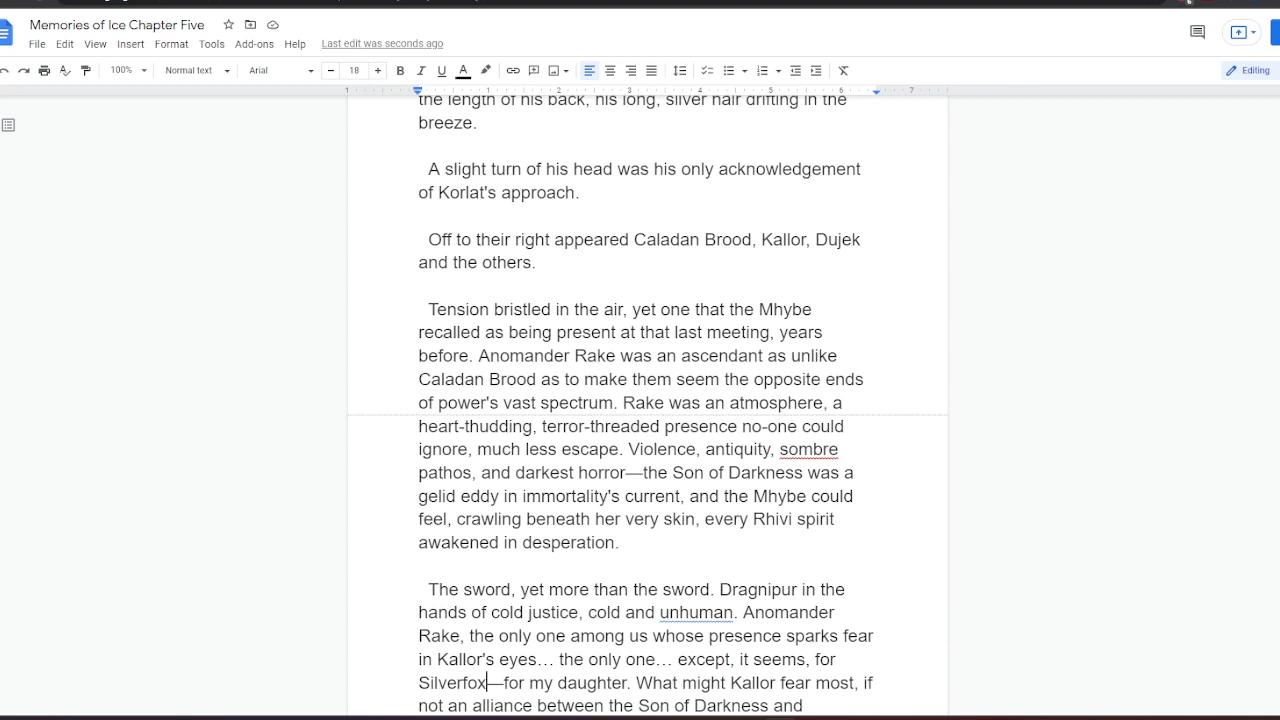 Memories of Ice Chapter Five
File Edit View Insert Format Tools Add-ons Help Last edit was seconds ago
100% Normal text Arial 18 B I U A Editing
1 1 2 3 4 5 6 7
the length of his back, his long, silver hair drifting in the
breeze.
A slight turn of his head was his only acknowledgement
of Korlat's approach.
Off to their right appeared Caladan Brood, Kallor, Dujek
and the others.
Tension bristled in the air, yet one that the Mhybe
recalled as being present at that last meeting, years
before. Anomander Rake was an ascendant as unlike
Caladan Brood as to make them seem the opposite ends
of power's vast spectrum. Rake was an atmosphere, a
heart-thudding, terror-threaded presence no-one could
ignore, much less escape. Violence, antiquity, sombre
pathos, and darkest horror—the Son of Darkness was a
gelid eddy in immortality's current, and the Mhybe could
feel, crawling beneath her very skin, every Rhivi spirit
awakened in desperation.
The sword, yet more than the sword. Dragnipur in the
hands of cold justice, cold and unhuman. Anomander
Rake, the only one among us whose presence sparks fear
in Kallor's eyes… the only one… except, it seems, for
Silverfox—for my daughter. What might Kallor fear most, if
not an alliance between the Son of Darkness and